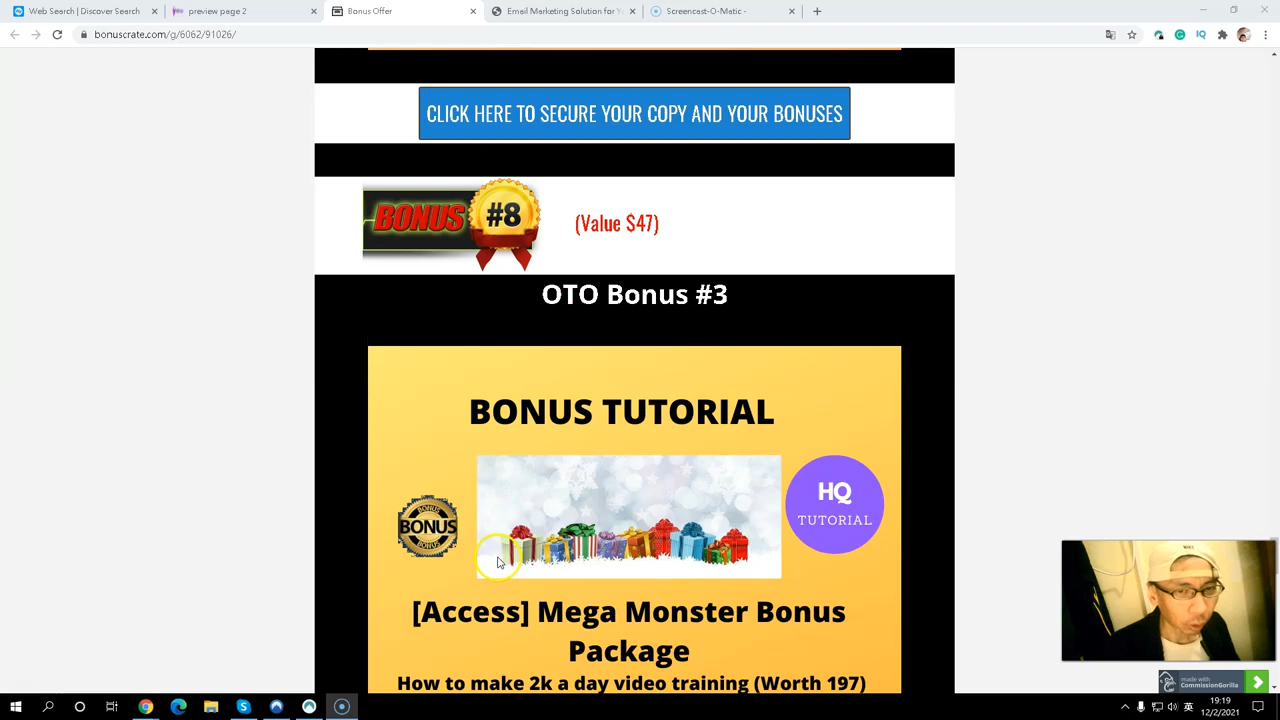 Web Search | Discover Search
preview page 2
Bonus Offer
Email Marketing Solution for Y
Screencast-O-Matic -
bonuscrate.com/g/6062/91026/
CLICK HERE TO SECURE YOUR COPY AND YOUR BONUSES
BONUS #8
(Value $47)
OTO Bonus #3
BONUS TUTORIAL
HQ
TUTORIAL
BONUS
BONUS
BONUS
[Access] Mega Monster Bonus
Package
How to make 2k a day video training (Worth 197)
made with
CommissionGorilla
英
19:19
12/2/2021